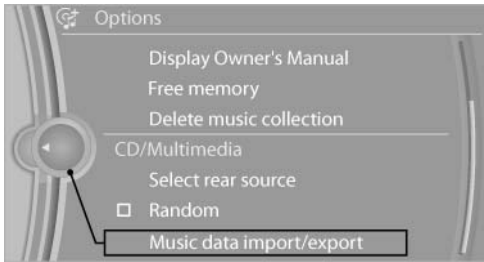 Options
Display Owner's Manual
Free memory
Delete music collection
CD/Multimedia
Select rear source
Random
Music data import/export